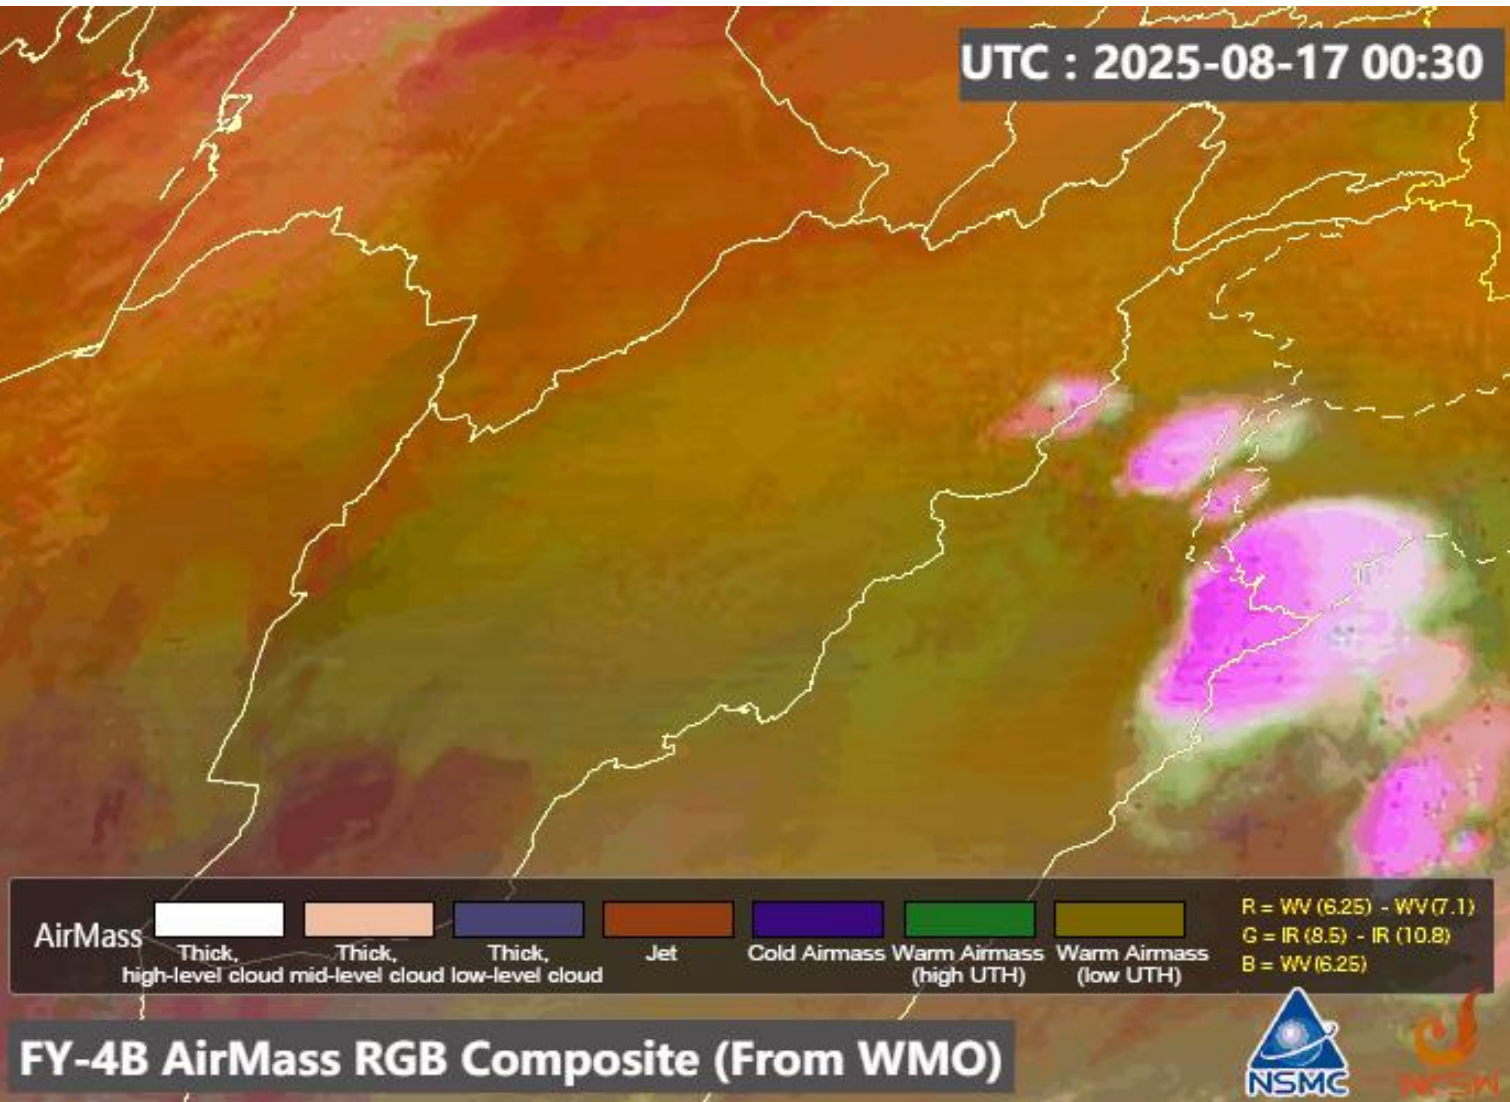 UTC : 2025-08-17 00:30
AirMass
Thick,
high-level cloud
Thick,
mid-level cloud
Thick,
low-level cloud
Jet
Cold Airmass
Warm Airmass
(high UTH)
Warm Airmass
(low UTH)
R = WV (6.25) - WV (7.1)
G = IR (8.5) - IR (10.8)
B = WV (6.25)
FY-4B AirMass RGB Composite (From WMO)
NSMC
NCSW